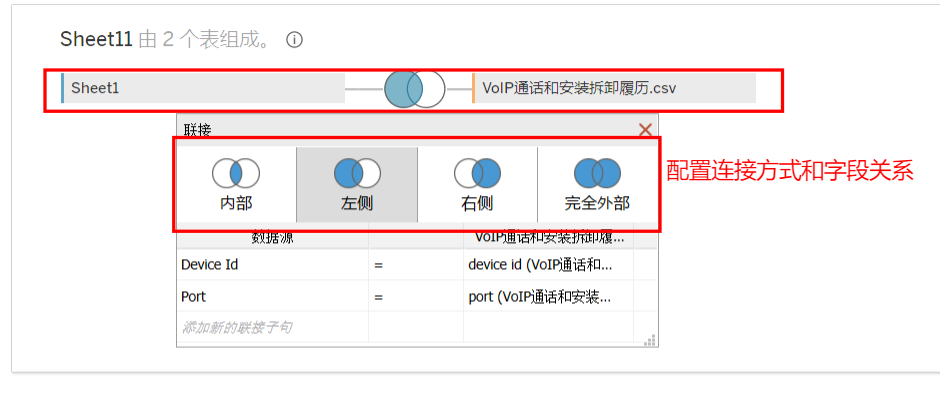 Sheet11 由 2 个表组成。
Sheet1
VoIP通话和安装拆卸履历.csv
联接
内部
左侧
右侧
完全外部
配置连接方式和字段关系
数据源
VoIP通话和安装拆卸履...
Device Id = device id (VoIP通话和...
Port = port (VoIP通话和安装...
添加新的联接子句